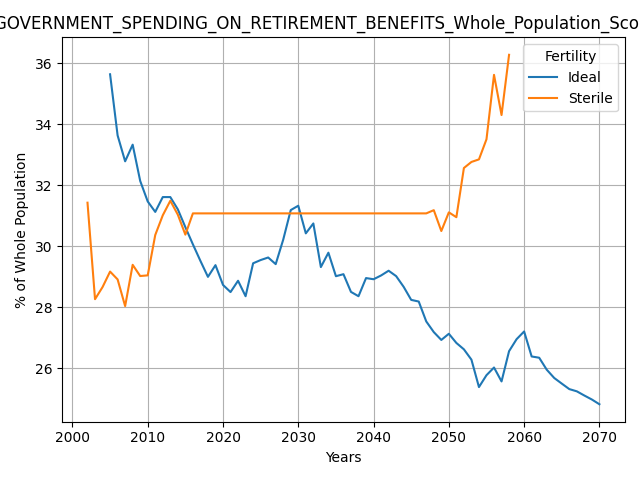 GOVERNMENT_SPENDING_ON_RETIREMENT_BENEFITS_Whole_Population_Sco
36
34
32
30
28
26
% of Whole Population
Fertility
Ideal
Sterile
2000 2010 2020 2030 2040 2050 2060 2070
Years